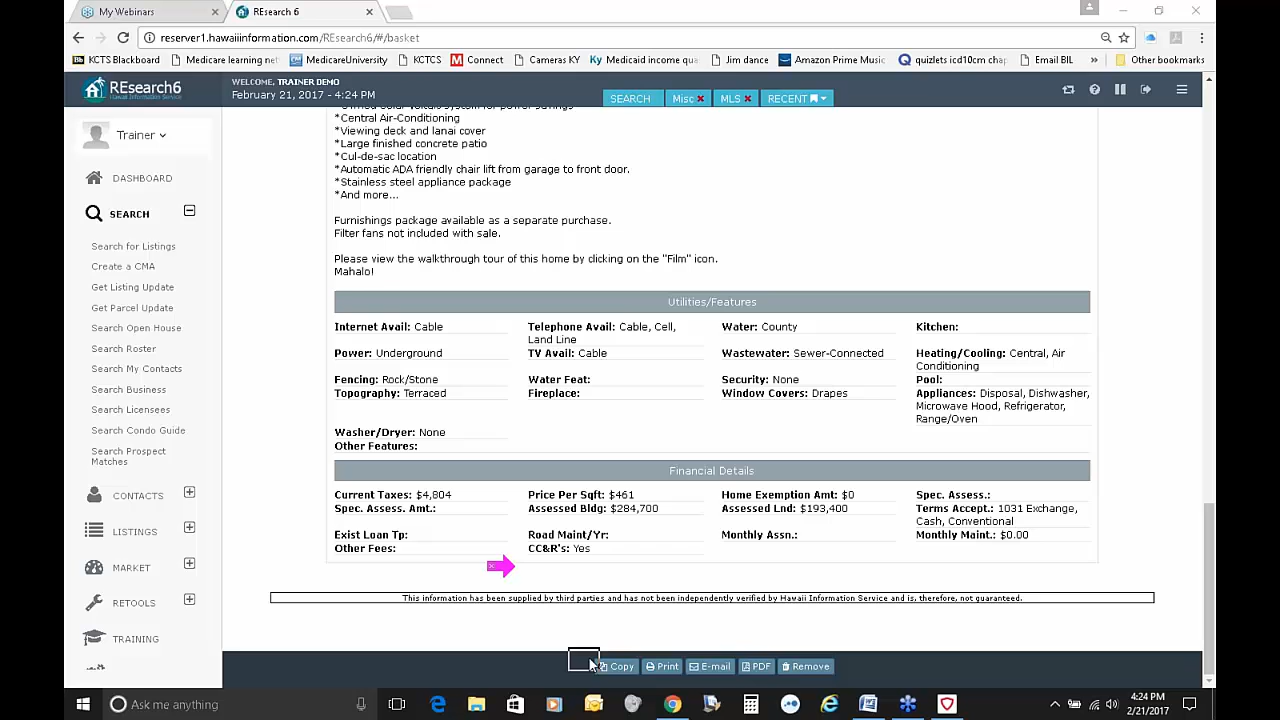 My Webinars
REsearch 6
reserver1.hawaiiinformation.com/REsearch6/#/basket
KCTS Blackboard
Medicare learning net
MedicareUniversity
KCTCS
Connect
Cameras KY
Medicaid income qua
Jim dance
Amazon Prime Music
quizlets icd10cm chap
Email BIL
Other bookmarks
REsearch6
Hawaii Information Service
WELCOME, TRAINER DEMO
February 21, 2017 - 4:24 PM
SEARCH
Misc
MLS
RECENT
Trainer
DASHBOARD
SEARCH
Search for Listings
Create a CMA
Get Listing Update
Get Parcel Update
Search Open House
Search Roster
Search My Contacts
Search Business
Search Licensees
Search Condo Guide
Search Prospect
Matches
CONTACTS
LISTINGS
MARKET
RETOOLS
TRAINING
*Central Air-Conditioning
*Viewing deck and lanai cover
*Large finished concrete patio
*Cul-de-sac location
*Automatic ADA friendly chair lift from garage to front door.
*Stainless steel appliance package
*And more...
Furnishings package available as a separate purchase.
Filter fans not included with sale.
Please view the walkthrough tour of this home by clicking on the "Film" icon.
Mahalo!
Utilities/Features
Internet Avail: Cable
Telephone Avail: Cable, Cell,
Land Line
Water: County
Kitchen:
Power: Underground
TV Avail: Cable
Wastewater: Sewer-Connected
Heating/Cooling: Central, Air
Conditioning
Fencing: Rock/Stone
Water Feat:
Security: None
Pool:
Topography: Terraced
Fireplace:
Window Covers: Drapes
Appliances: Disposal, Dishwasher,
Microwave Hood, Refrigerator,
Range/Oven
Washer/Dryer: None
Other Features:
Financial Details
Current Taxes: $4,804
Price Per Sqft: $461
Home Exemption Amt: $0
Spec. Assess.:
Spec. Assess. Amt.:
Assessed Bldg: $284,700
Assessed Lnd: $193,400
Terms Accept.: 1031 Exchange,
Cash, Conventional
Exist Loan Tp:
Road Maint/Yr:
Monthly Assn.:
Monthly Maint.: $0.00
Other Fees:
CC&R's: Yes
This information has been supplied by third parties and has not been independently verified by Hawaii Information Service and is, therefore, not guaranteed.
Copy
Print
E-mail
PDF
Remove
Ask me anything
4:24 PM
2/21/2017